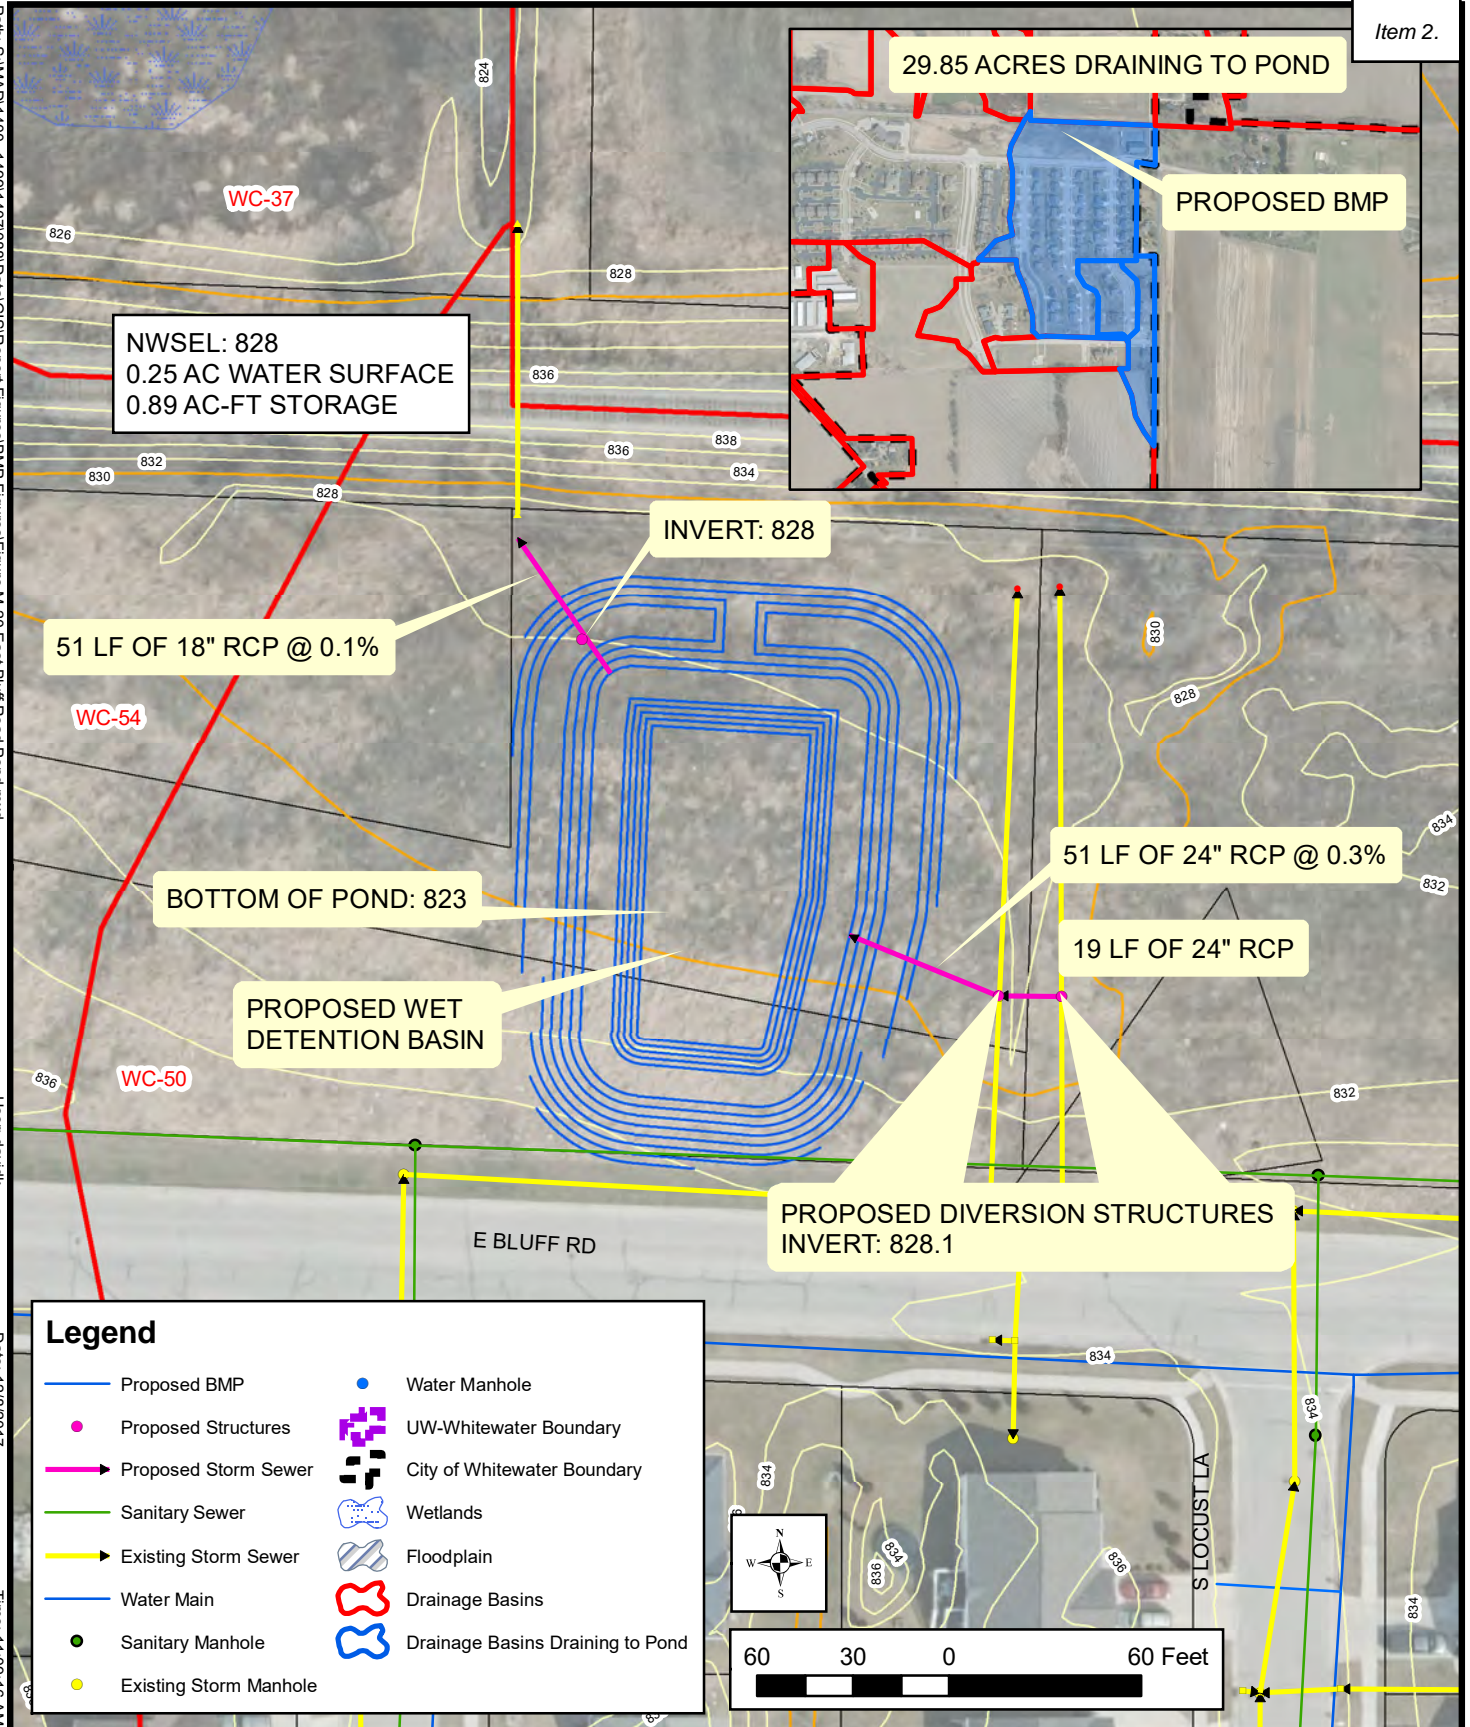 Item 2.
29.85 ACRES DRAINING TO POND
PROPOSED BMP
824
WC-37
826
828
NWSEL: 828
0.25 AC WATER SURFACE
0.89 AC-FT STORAGE
836
838
836
834
832
830
828
INVERT: 828
51 LF OF 18" RCP @ 0.1%
830
828
WC-54
834
51 LF OF 24" RCP @ 0.3%
832
BOTTOM OF POND: 823
19 LF OF 24" RCP
PROPOSED WET
DETENTION BASIN
836
WC-50
832
PROPOSED DIVERSION STRUCTURES
INVERT: 828.1
E BLUFF RD
834
834
S LOCUST LA
834
834
836
836
834
Legend
Proposed BMP
Proposed Structures
Proposed Storm Sewer
Sanitary Sewer
Existing Storm Sewer
Water Main
Sanitary Manhole
Existing Storm Manhole
Water Manhole
UW-Whitewater Boundary
City of Whitewater Boundary
Wetlands
Floodplain
Drainage Basins
Drainage Basins Draining to Pond
N
W E
S
60 30 0 60 Feet